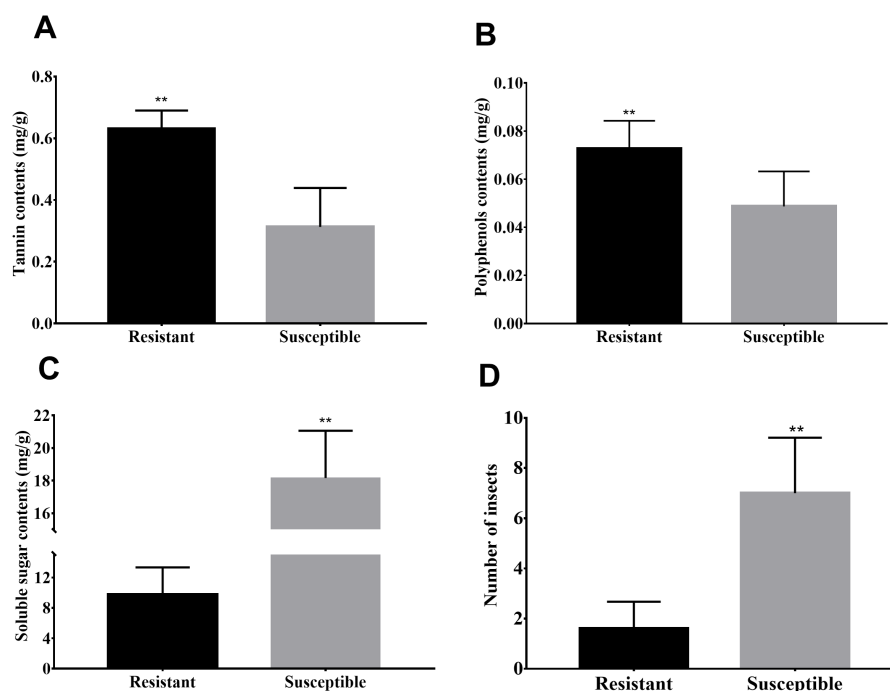 A
Tannin contents (mg/g)
0.8
0.6
0.4
0.2
0.0
**
Resistant
Susceptible
B
Polyphenols contents (mg/g)
0.10
0.08
0.06
0.04
0.02
0.00
**
Resistant
Susceptible
C
Soluble sugar contents (mg/g)
22
20
18
16
12
8
4
0
**
Resistant
Susceptible
D
Number of insects
10
8
6
4
2
0
**
Resistant
Susceptible